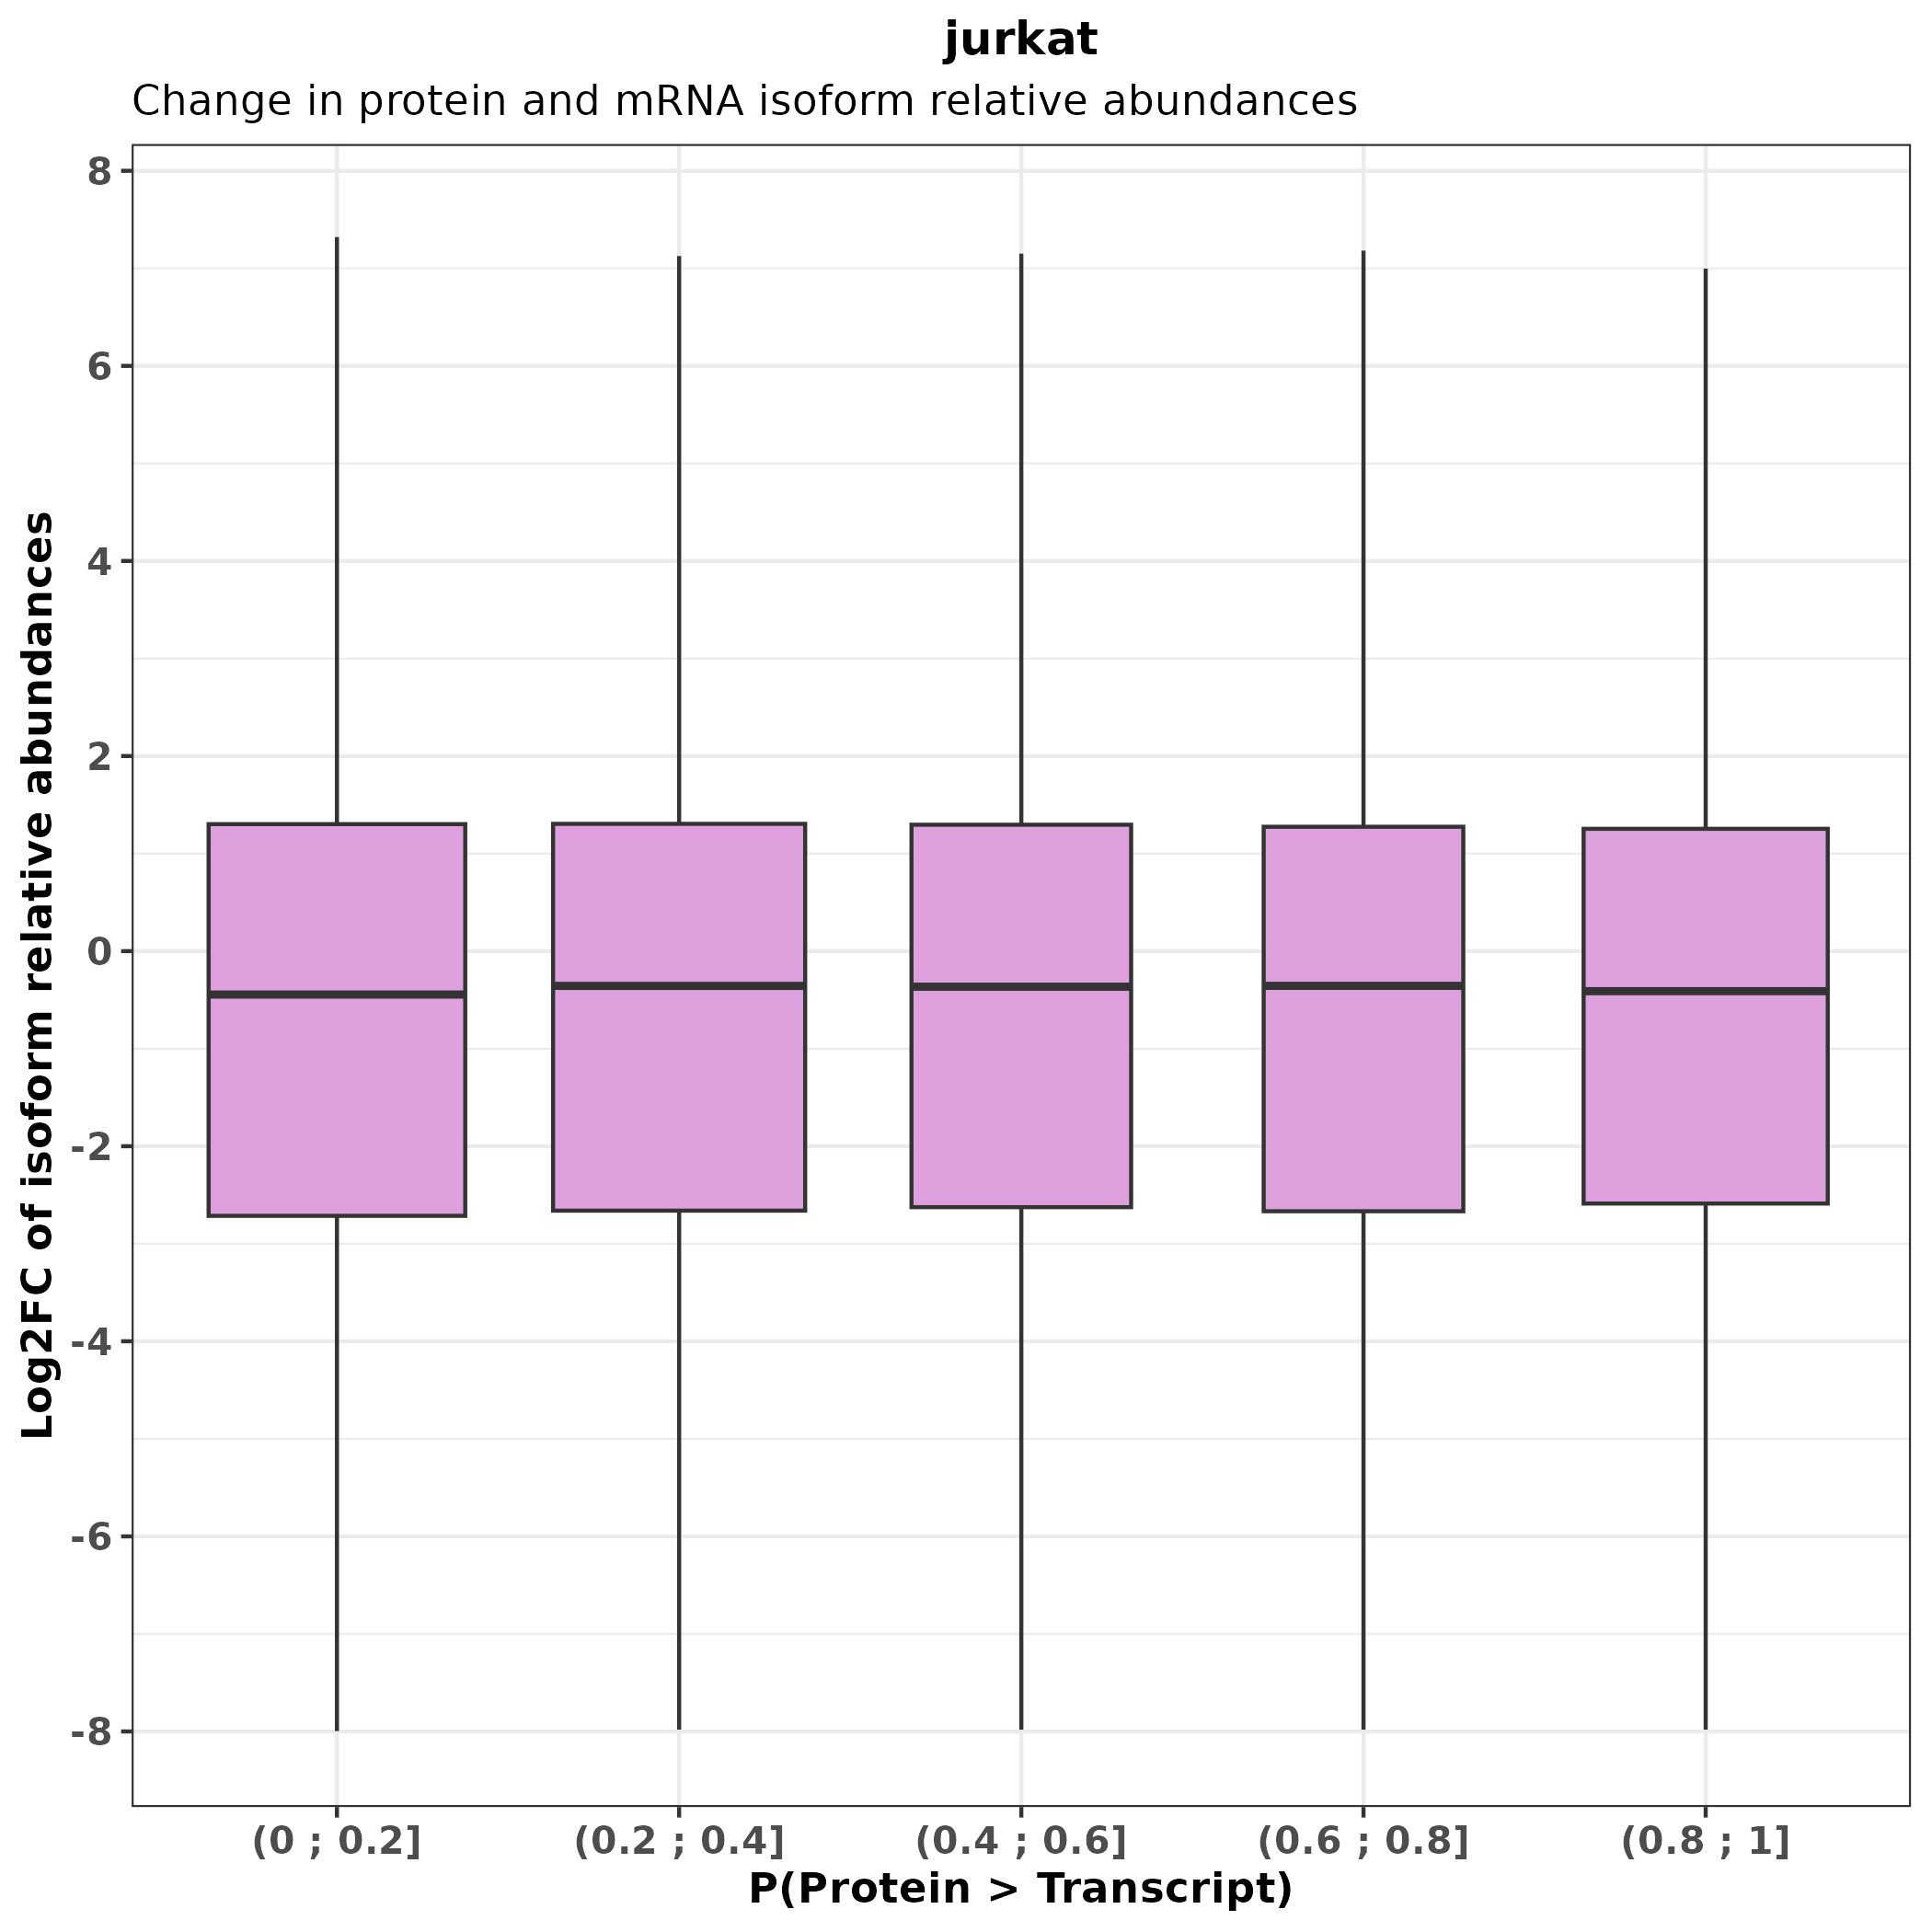 jurkat
Change in protein and mRNA isoform relative abundances
Log2FC of isoform relative abundances
8
6
4
2
0
-2
-4
-6
-8
(0 ; 0.2]
(0.2 ; 0.4]
(0.4 ; 0.6]
(0.6 ; 0.8]
(0.8 ; 1]
P(Protein > Transcript)